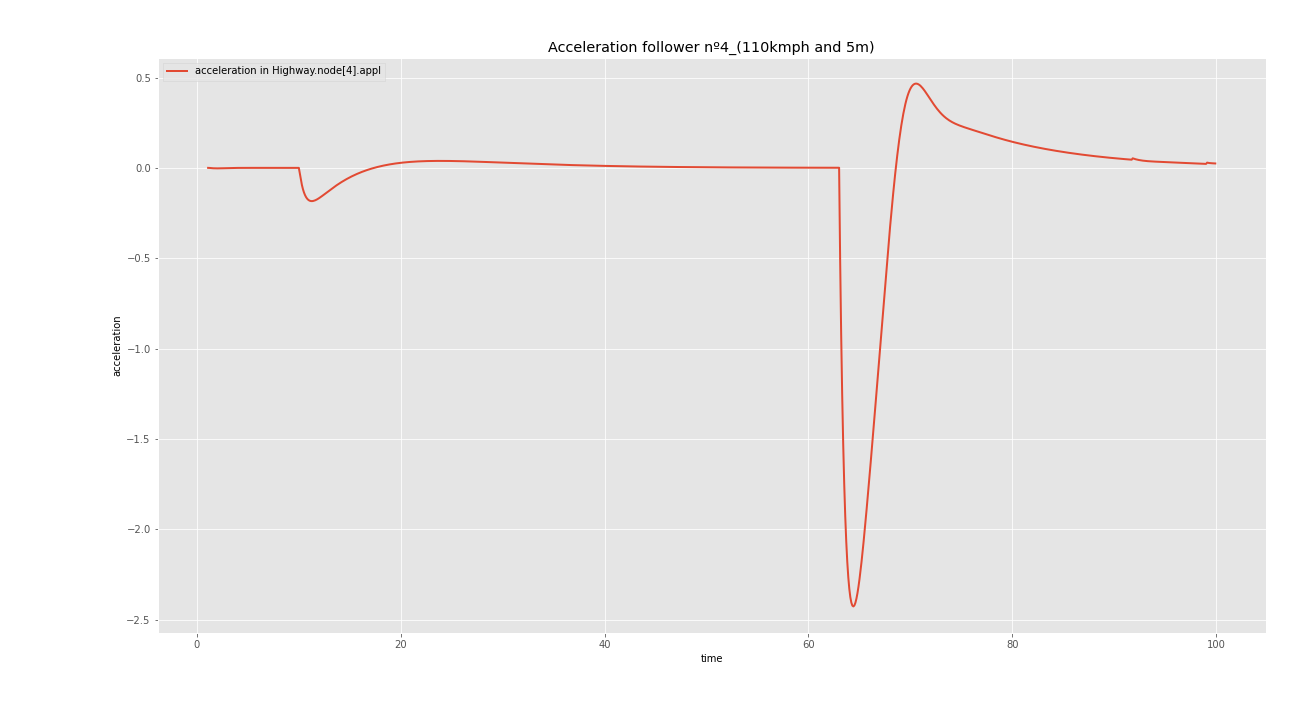 Acceleration follower nº4_(110kmph and 5m)
acceleration in Highway.node[4].appl
0.5
0.0
−0.5
−1.0
−1.5
−2.0
−2.5
acceleration
0 20 40 60 80 100
time